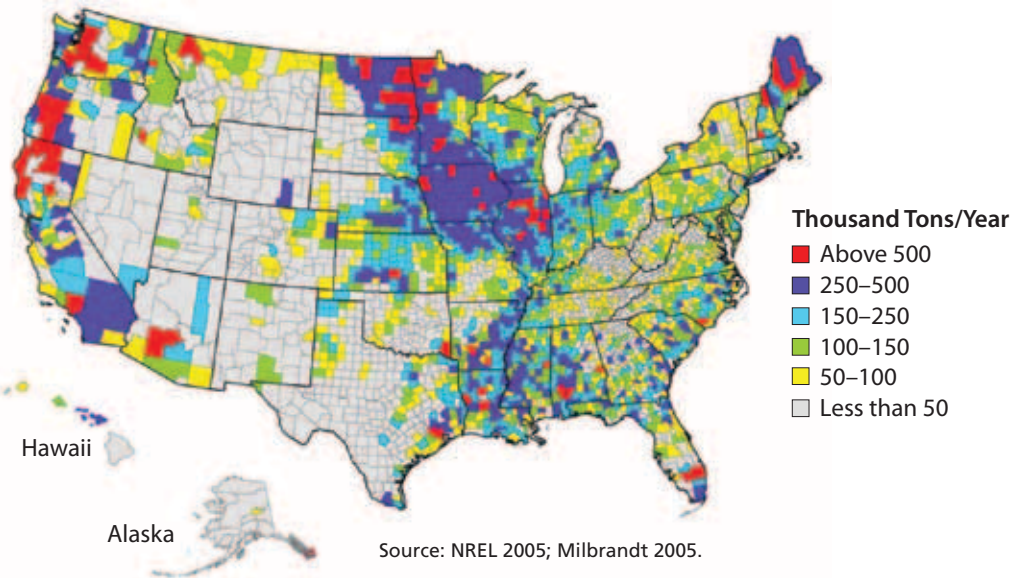 Thousand Tons/Year
Above 500
250–500
150–250
100–150
50–100
Less than 50
Hawaii
Alaska
Source: NREL 2005; Milbrandt 2005.